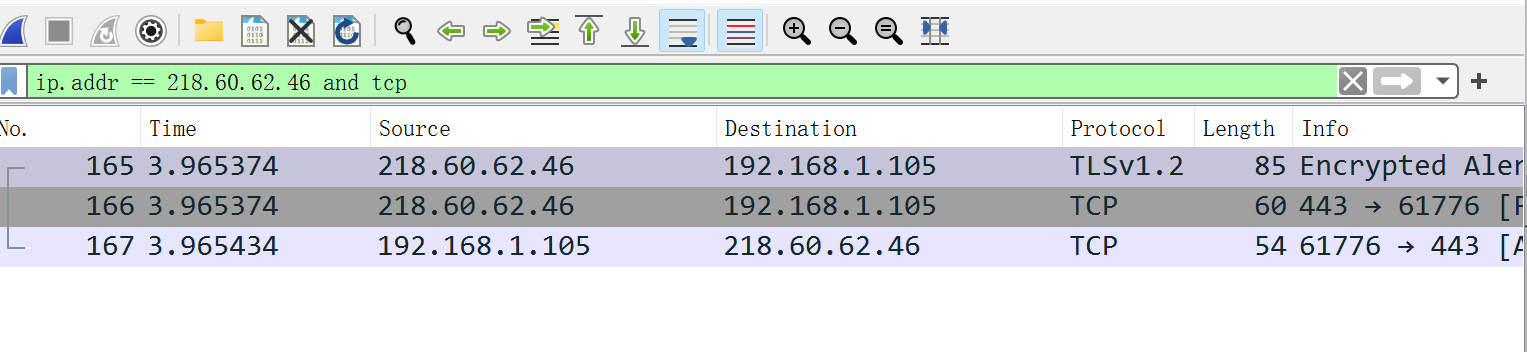 ip.addr == 218.60.62.46 and tcp
No. Time Source Destination Protocol Length Info
165 3.965374 218.60.62.46 192.168.1.105 TLSv1.2 85 Encrypted Aler
166 3.965374 218.60.62.46 192.168.1.105 TCP 60 443 → 61776 [F
167 3.965434 192.168.1.105 218.60.62.46 TCP 54 61776 → 443 [A